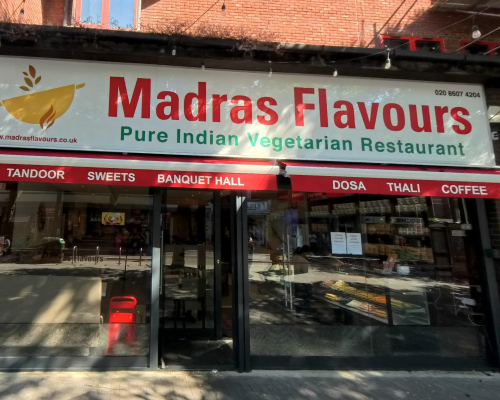 020 8607 4204
Madras Flavours
www.madrasflavours.co.uk
Pure Indian Vegetarian Restaurant
TANDOOR SWEETS BANQUET HALL
DOSA THALI COFFEE